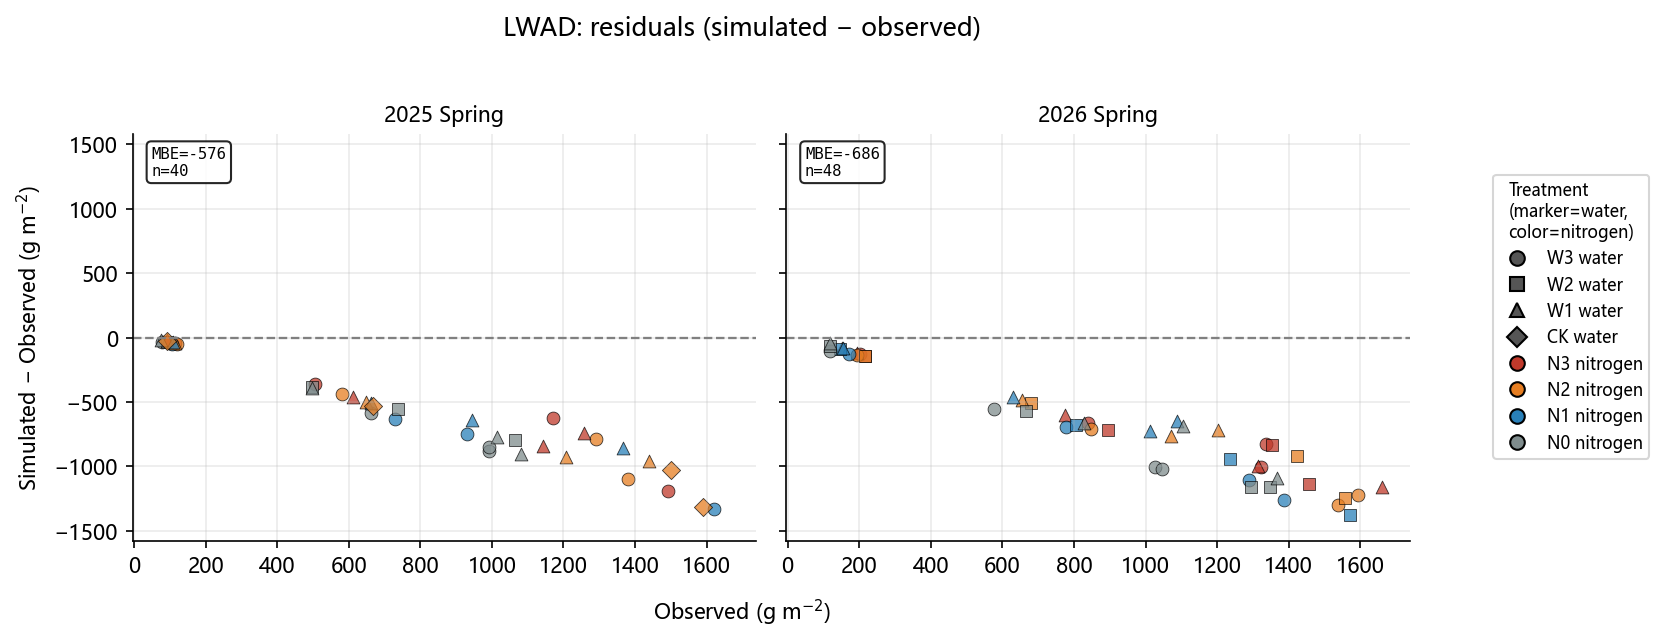 LWAD: residuals (simulated − observed)
2025 Spring
2026 Spring
Simulated − Observed (g m⁻²)
1500
1000
500
0
−500
−1000
−1500
MBE=-576
n=40
MBE=-686
n=48
0 200 400 600 800 1000 1200 1400 1600
0 200 400 600 800 1000 1200 1400 1600
Observed (g m⁻²)
Treatment
(marker=water,
color=nitrogen)
W3 water
W2 water
W1 water
CK water
N3 nitrogen
N2 nitrogen
N1 nitrogen
N0 nitrogen